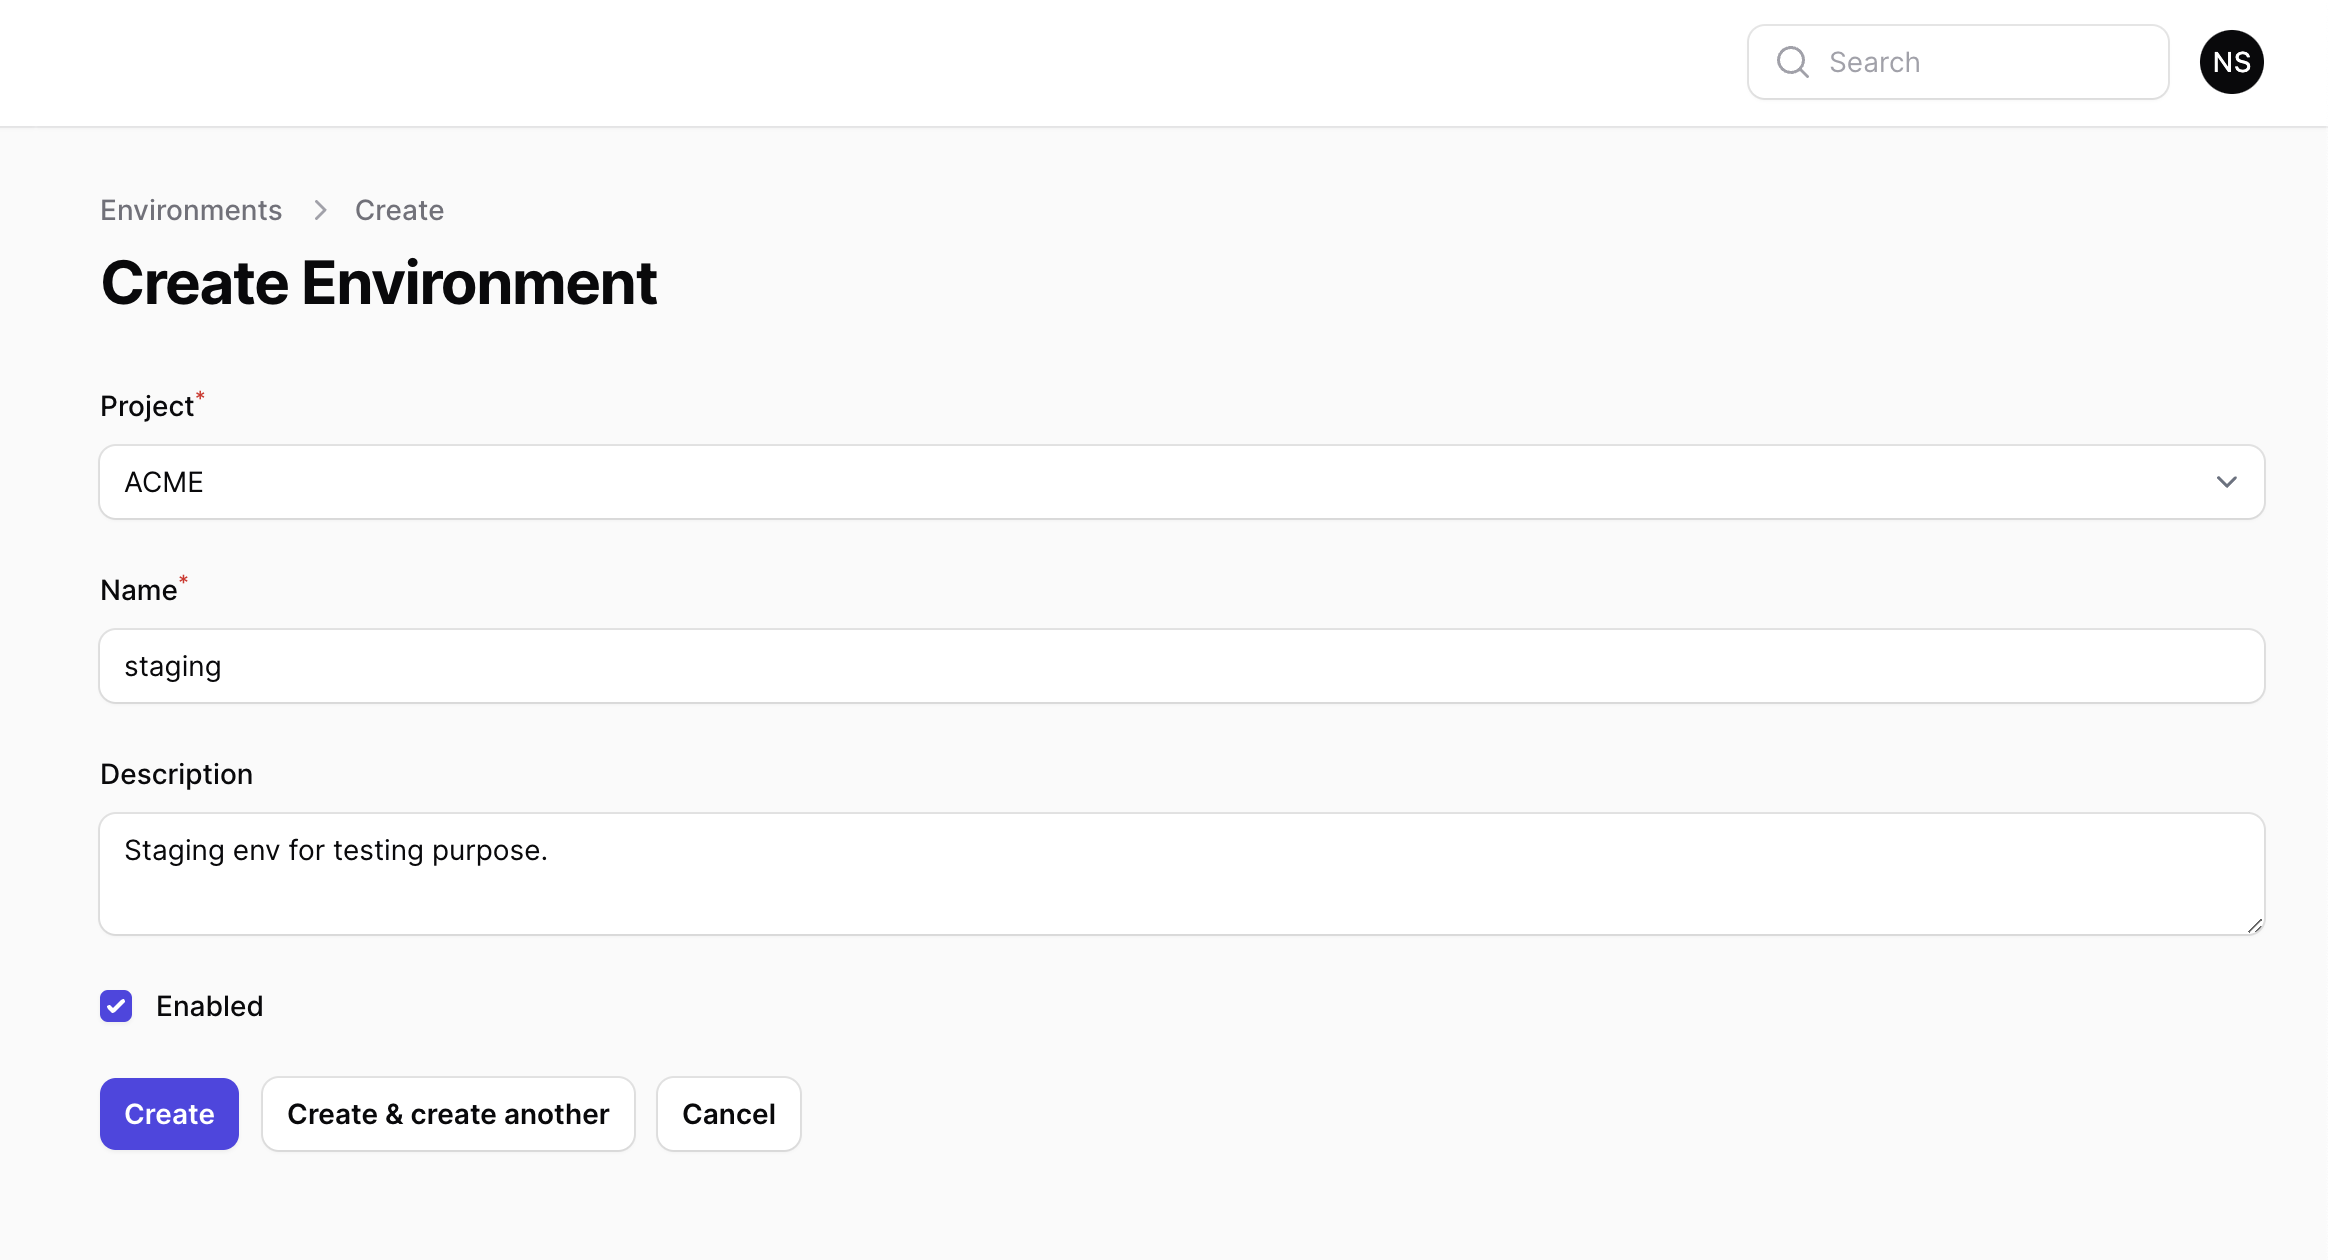 Search
NS
Environments > Create
Create Environment
Project*
ACME
Name*
staging
Description
Staging env for testing purpose.
Enabled
Create
Create & create another
Cancel